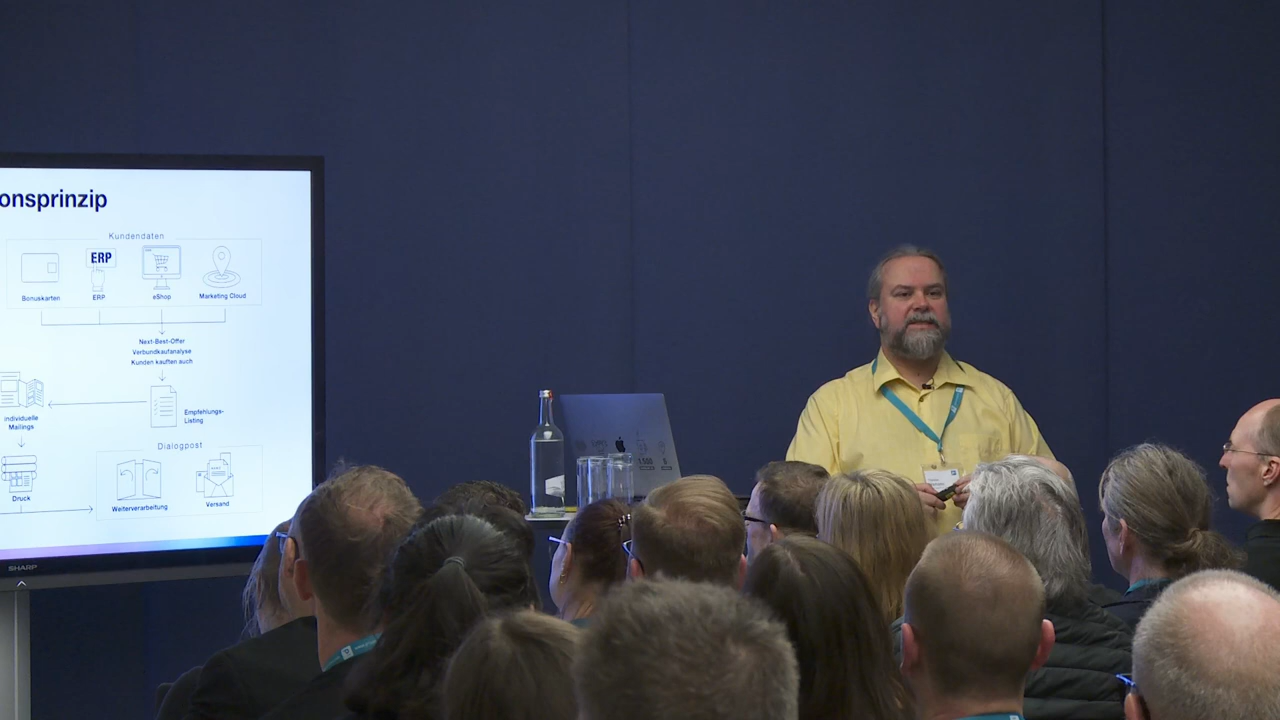 onsprinzip
Kundendaten
ERP
Bonuskarten
ERP
eShop
Marketing Cloud
Next-Best-Offer
Verbundkaufanalyse
Kunden kauften auch
individuelle
Mailings
Empfehlungs-
Listing
Dialogpost
Druck
Weiterverarbeitung
Versand
SHARP